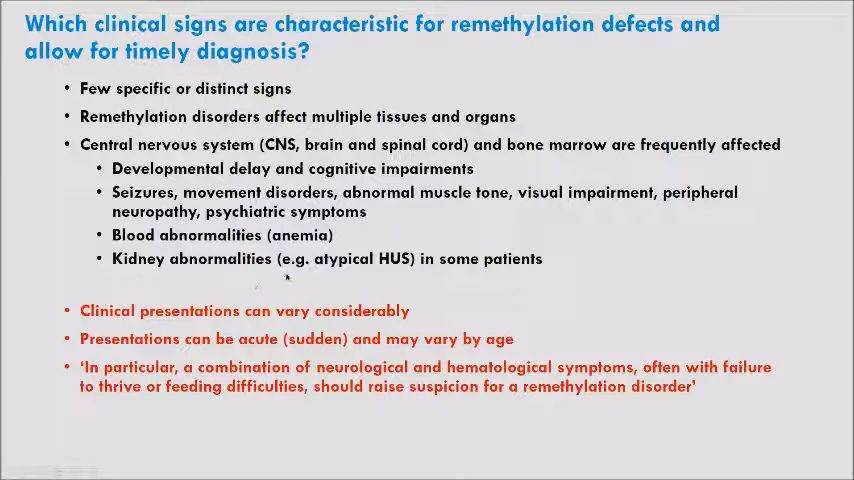 Which clinical signs are characteristic for remethylation defects and
allow for timely diagnosis?
• Few specific or distinct signs
• Remethylation disorders affect multiple tissues and organs
• Central nervous system (CNS, brain and spinal cord) and bone marrow are frequently affected
• Developmental delay and cognitive impairments
• Seizures, movement disorders, abnormal muscle tone, visual impairment, peripheral
neuropathy, psychiatric symptoms
• Blood abnormalities (anemia)
• Kidney abnormalities (e.g. atypical HUS) in some patients
• Clinical presentations can vary considerably
• Presentations can be acute (sudden) and may vary by age
• ‘In particular, a combination of neurological and hematological symptoms, often with failure
to thrive or feeding difficulties, should raise suspicion for a remethylation disorder’